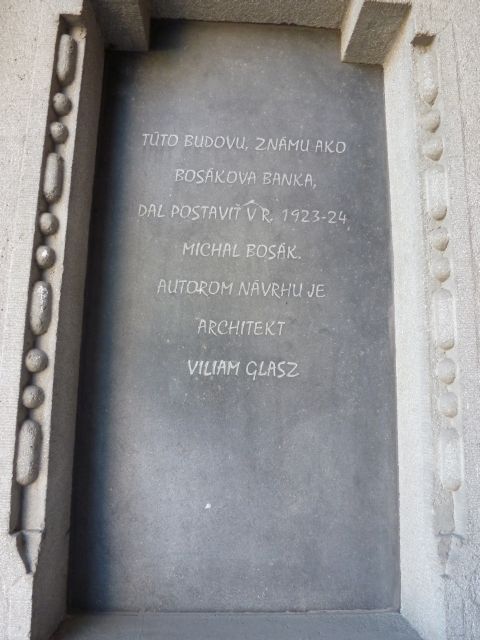 TÚTO BUDOVU, ZNÁMU AKO
BOSÁKOVA BANKA,
DAL POSTAVIŤ V R. 1923-24,
MICHAL BOSÁK.
AUTOROM NÁVRHU JE
ARCHITEKT
VILIAM GLASZ